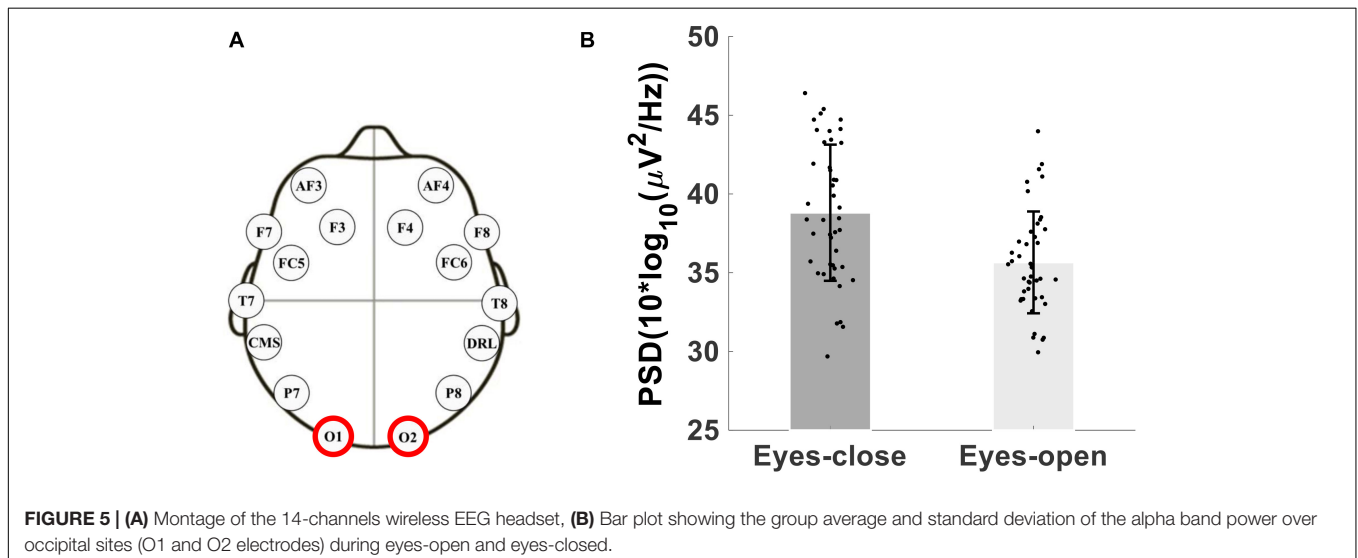 A
AF3 AF4
F7 F3 F4 F8
FC5 FC6
T7 T8
CMS DRL
P7 P8
O1 O2
B
PSD(10*log10(μV²/Hz))
50
45
40
35
30
25
Eyes-close Eyes-open
FIGURE 5 | (A) Montage of the 14-channels wireless EEG headset, (B) Bar plot showing the group average and standard deviation of the alpha band power over
occipital sites (O1 and O2 electrodes) during eyes-open and eyes-closed.